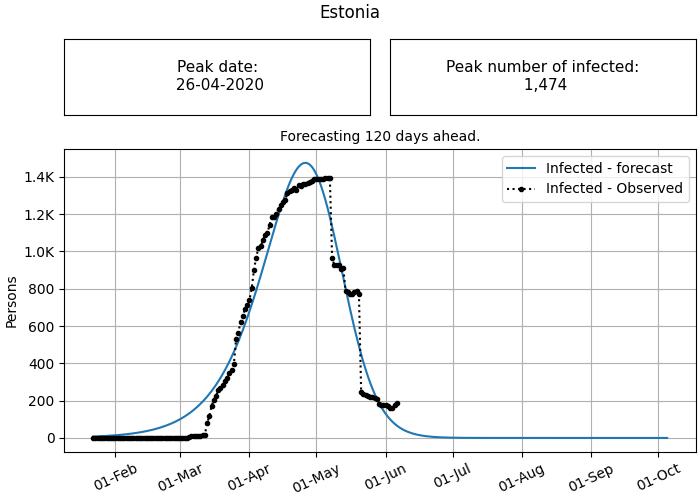 Estonia
Peak date:
26-04-2020
Peak number of infected:
1,474
Forecasting 120 days ahead.
Infected - forecast
Infected - Observed
Persons
1.4K
1.2K
1.0K
800
600
400
200
0
01-Feb
01-Mar
01-Apr
01-May
01-Jun
01-Jul
01-Aug
01-Sep
01-Oct